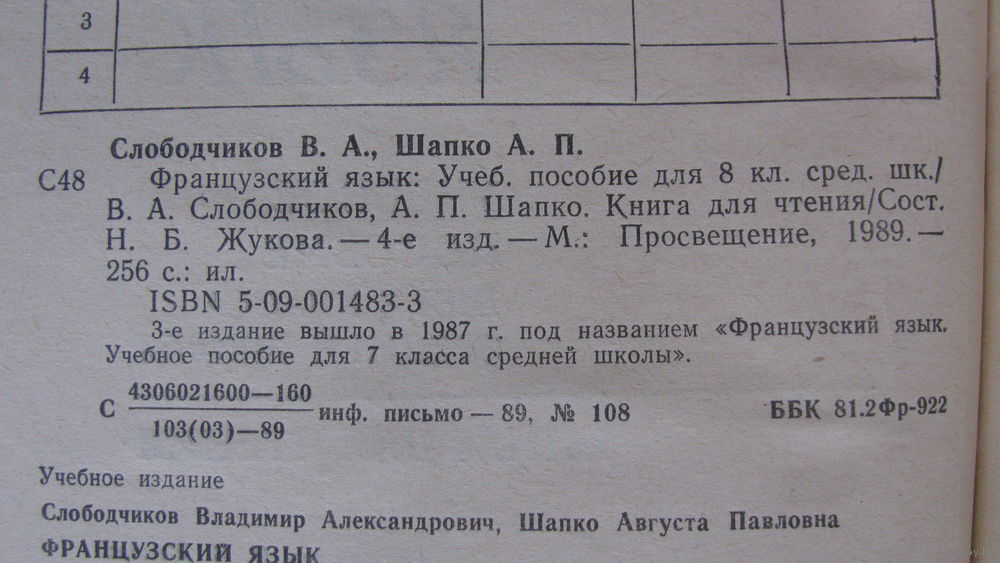 3
4
Слободчиков В. А., Шапко А. П.
С48 Французский язык: Учеб. пособие для 8 кл. сред. шк./
В. А. Слободчиков, А. П. Шапко. Книга для чтения/Сост.
Н. Б. Жукова.— 4-е изд.— М.: Просвещение, 1989.—
256 с.: ил.
ISBN 5-09-001483-3
3-е издание вышло в 1987 г. под названием «Французский язык.
Учебное пособие для 7 класса средней школы».
4306021600—160
С инф. письмо — 89, № 108 ББК 81.2Фр-922
103(03)—89
Учебное издание
Слободчиков Владимир Александрович, Шапко Августа Павловна
ФРАНЦУЗСКИЙ ЯЗЫК